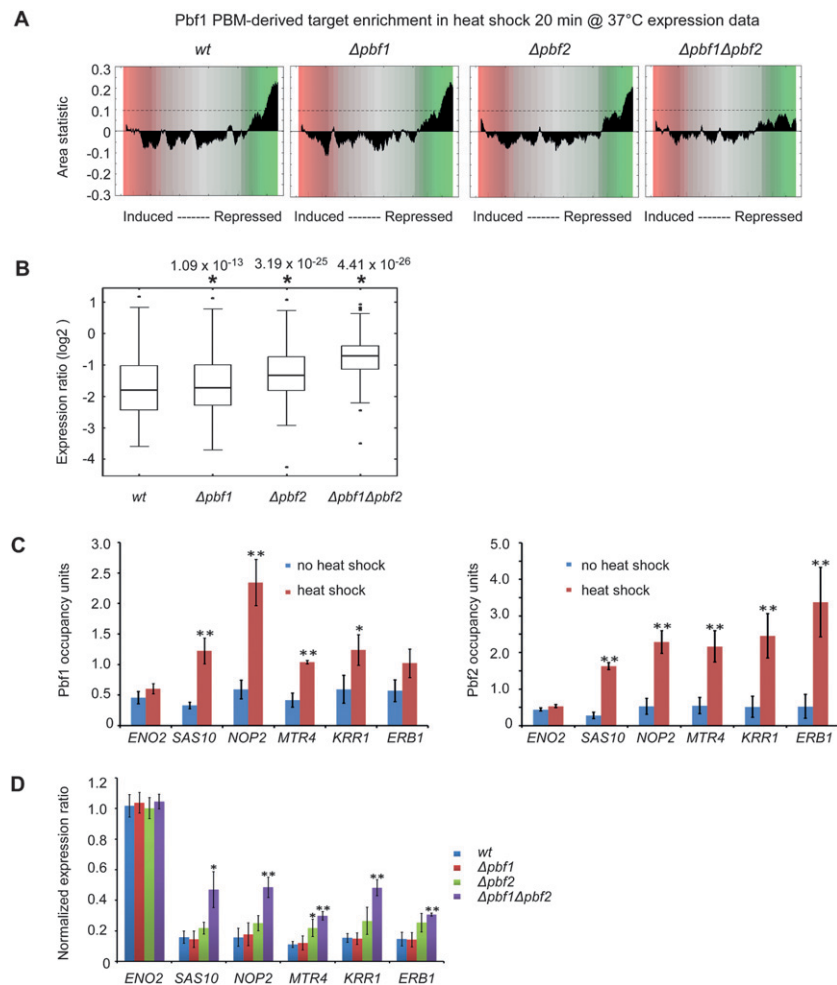 A
Pbf1 PBM-derived target enrichment in heat shock 20 min @ 37°C expression data
wt Δpbf1 Δpbf2 Δpbf1Δpbf2
Area statistic
0.3
0.2
0.1
0
-0.1
-0.2
-0.3
Induced ------- Repressed Induced ------- Repressed Induced ------- Repressed Induced ------- Repressed
B
1.09 x 10-13 3.19 x 10-25 4.41 x 10-26
* * *
Expression ratio (log2 )
1
0
-1
-2
-3
-4
wt Δpbf1 Δpbf2 Δpbf1Δpbf2
C
Pbf1 occupancy units
3.0
2.5
2.0
1.5
1.0
0.5
0
no heat shock
heat shock
** ** ** *
ENO2 SAS10 NOP2 MTR4 KRR1 ERB1
Pbf2 occupancy units
5.0
4.0
3.0
2.0
1.0
0.0
no heat shock
heat shock
** ** ** ** **
ENO2 SAS10 NOP2 MTR4 KRR1 ERB1
D
Normalized expression ratio
1.2
1.0
0.8
0.6
0.4
0.2
0
* ** * ** ** **
wt
Δpbf1
Δpbf2
Δpbf1Δpbf2
ENO2 SAS10 NOP2 MTR4 KRR1 ERB1